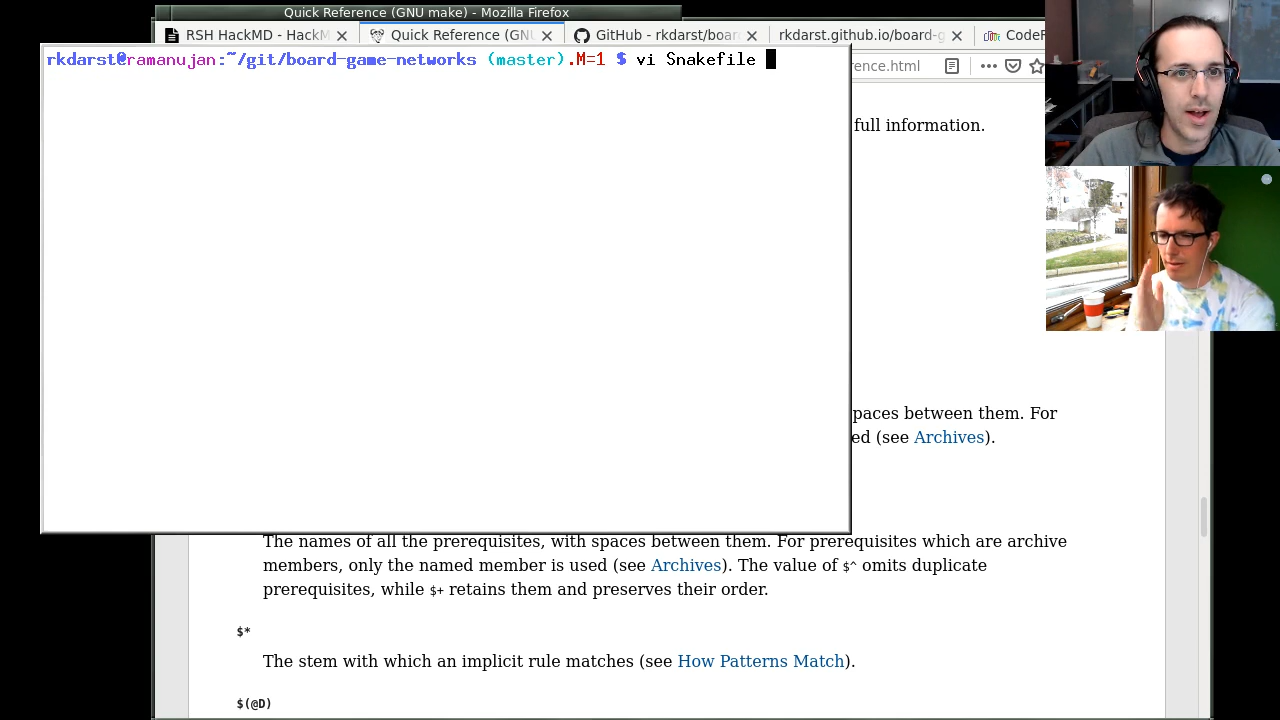 Quick Reference (GNU make) - Mozilla Firefox
RSH HackMD - HackM
Quick Reference (GNU
GitHub - rkdarst/boar
rkdarst.github.io/board-g
CodeR
rkdarst@ramanujan:~/git/board-game-networks (master).M=1 $ vi Snakefile
rence.html
full information.
paces between them. For
ed (see Archives).
The names of all the prerequisites, with spaces between them. For prerequisites which are archive
members, only the named member is used (see Archives). The value of $^ omits duplicate
prerequisites, while $+ retains them and preserves their order.
$*
The stem with which an implicit rule matches (see How Patterns Match).
$(@D)